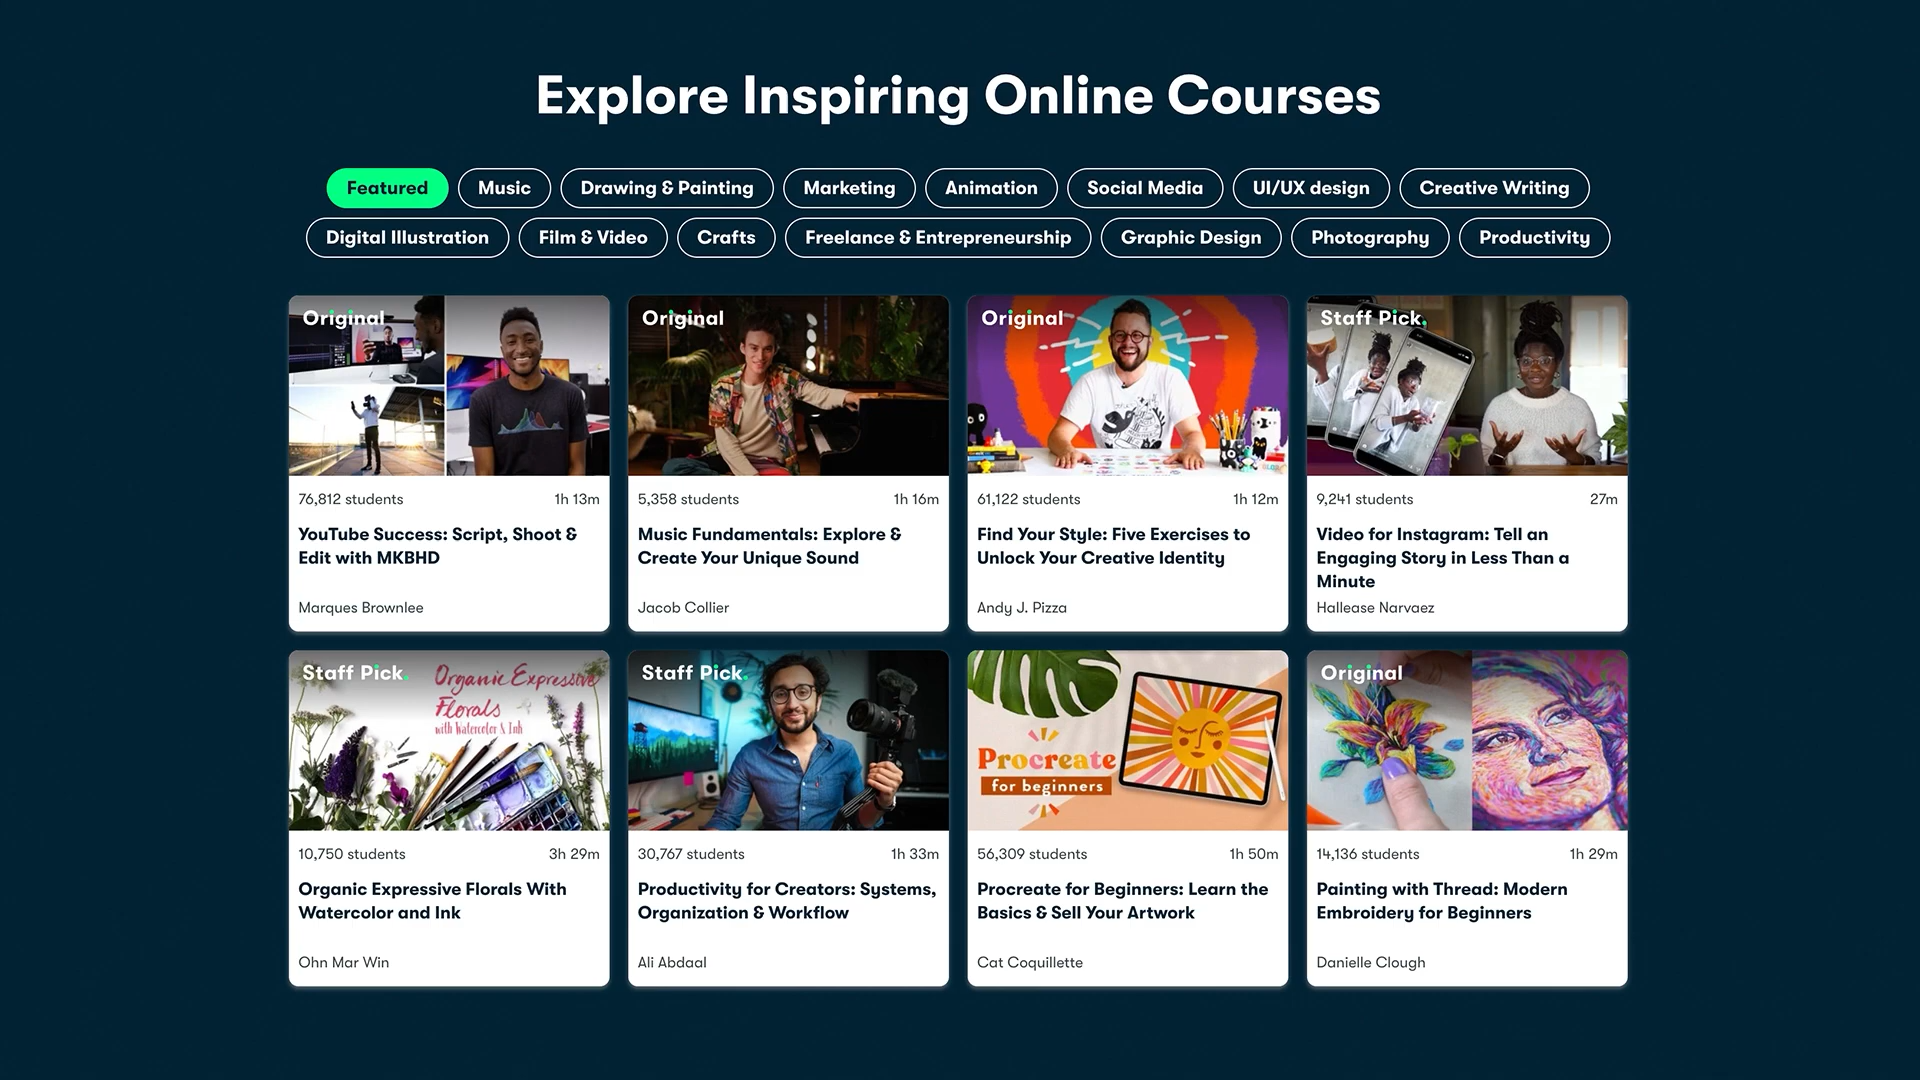 Explore Inspiring Online Courses
Featured
Music
Drawing & Painting
Marketing
Animation
Social Media
UI/UX design
Creative Writing
Digital Illustration
Film & Video
Crafts
Freelance & Entrepreneurship
Graphic Design
Photography
Productivity
Original
76,812 students
1h 13m
YouTube Success: Script, Shoot &
Edit with MKBHD
Marques Brownlee
Original
5,358 students
1h 16m
Music Fundamentals: Explore &
Create Your Unique Sound
Jacob Collier
Original
61,122 students
1h 12m
Find Your Style: Five Exercises to
Unlock Your Creative Identity
Andy J. Pizza
Staff Pick.
9,241 students
27m
Video for Instagram: Tell an
Engaging Story in Less Than a
Minute
Hallease Narvaez
Staff Pick.
Organic Expressive
Florals
with Watercolor & Ink
10,750 students
3h 29m
Organic Expressive Florals With
Watercolor and Ink
Ohn Mar Win
Staff Pick.
30,767 students
1h 33m
Productivity for Creators: Systems,
Organization & Workflow
Ali Abdaal
Procreate
for beginners
56,309 students
1h 50m
Procreate for Beginners: Learn the
Basics & Sell Your Artwork
Cat Coquillette
Original
14,136 students
1h 29m
Painting with Thread: Modern
Embroidery for Beginners
Danielle Clough